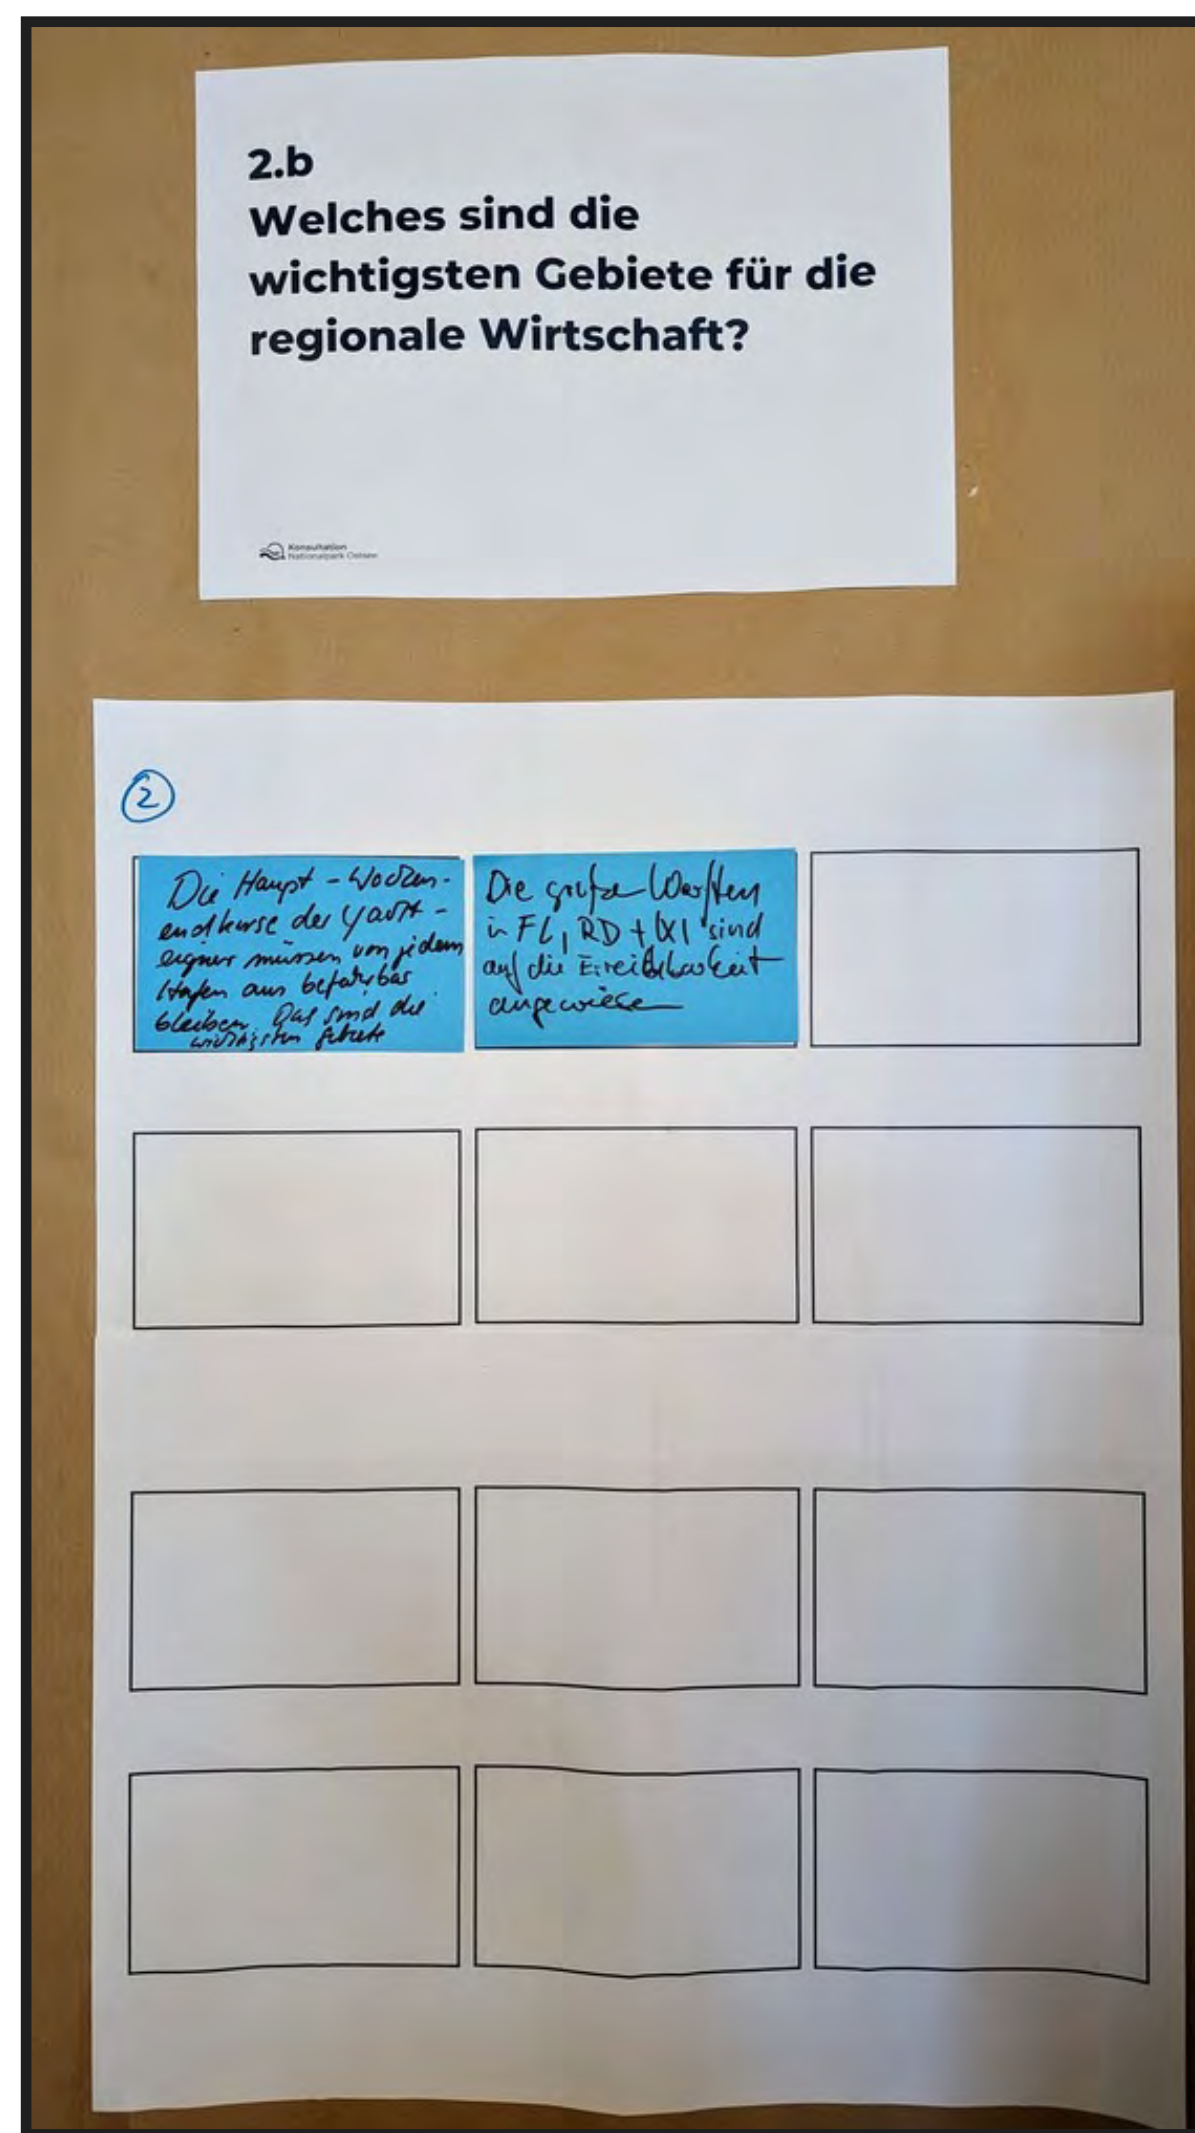 2.b
Welches sind die
wichtigsten Gebiete für die
regionale Wirtschaft?
Konsultation
Nationalpark Ostsee
2
Die Haupt-Wochen-
endkurse der Yacht-
eigner müssen von jedem
Hafen aus befahrbar
bleiben. Das sind die
wichtigsten Gebiete
Die große Werften
in FL, RD + sind
auf die Erreichbarkeit
angewiesen